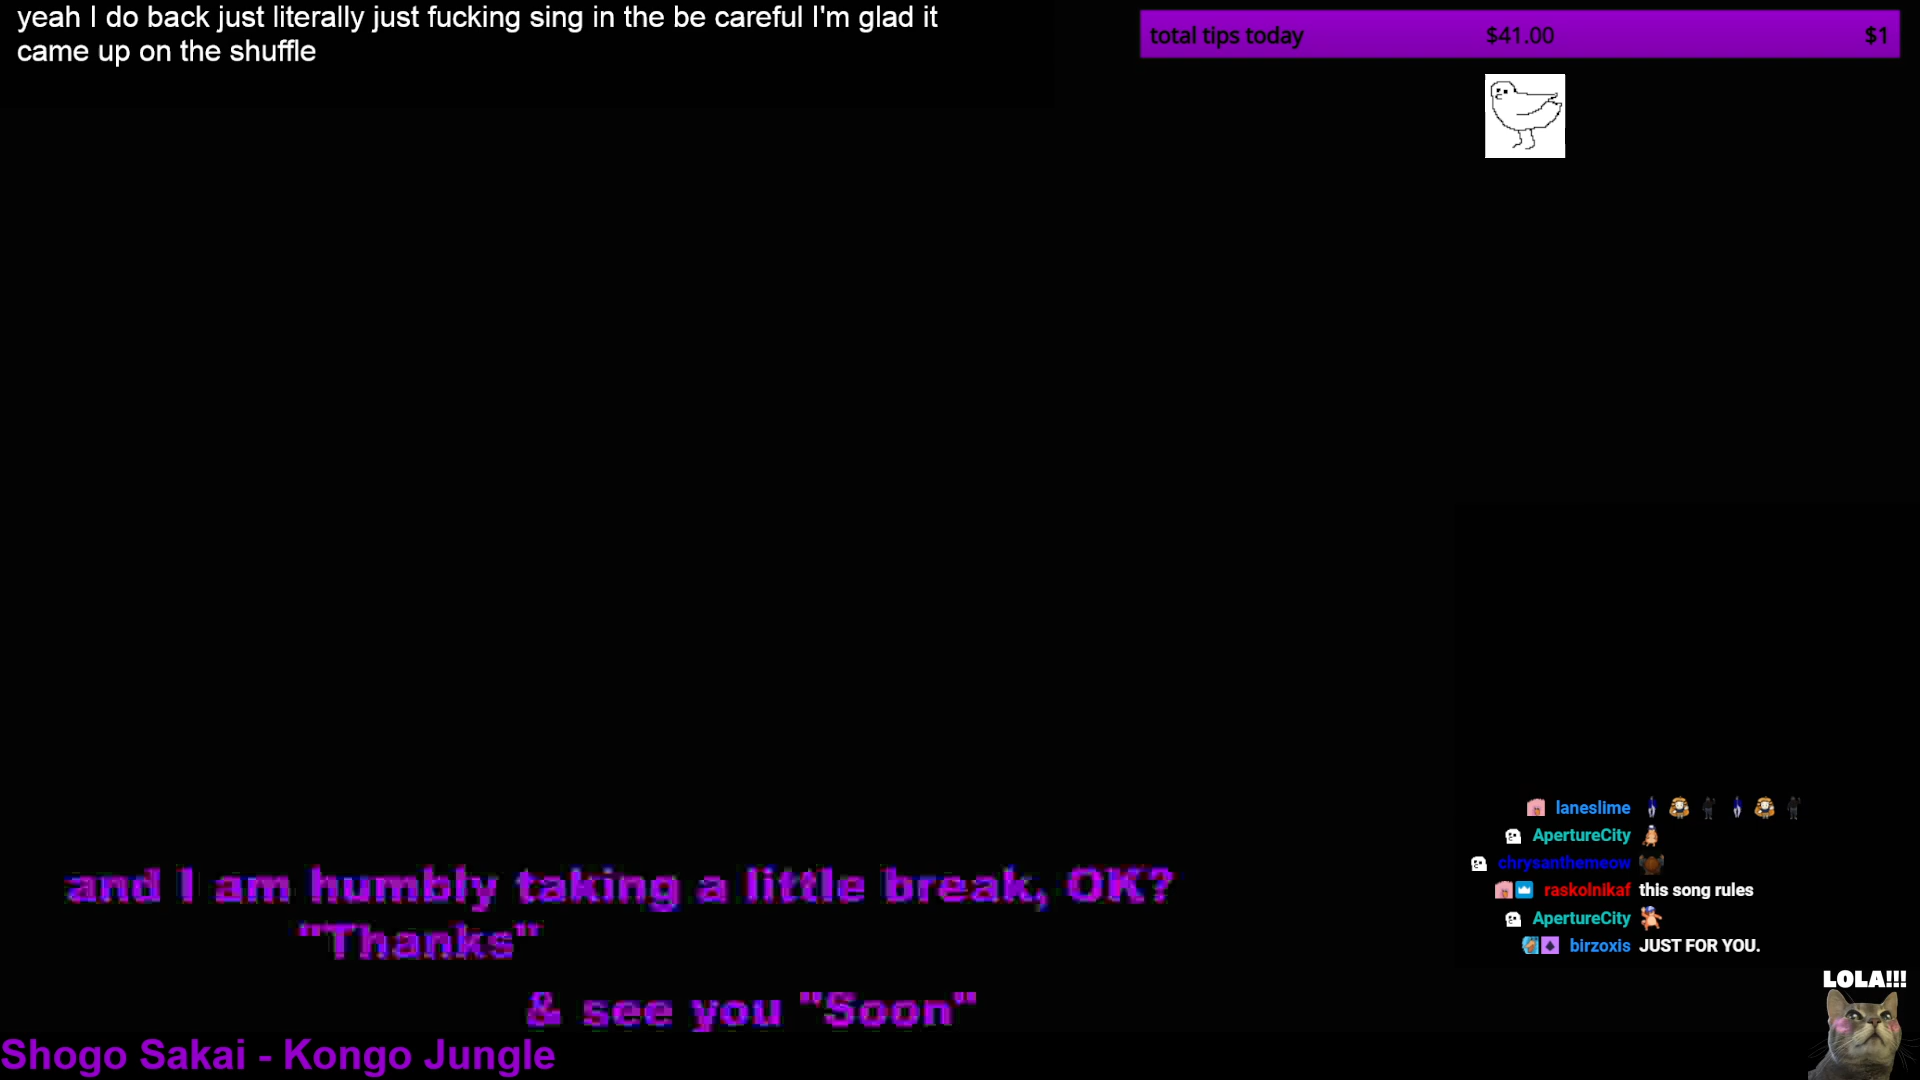 yeah I do back just literally just fucking sing in the be careful I'm glad it
came up on the shuffle
total tips today $41.00 $1
laneslime
ApertureCity
chrysanthemeow
raskolnikaf this song rules
ApertureCity
birzoxis JUST FOR YOU.
and I am humbly taking a little break, OK?
"Thanks"
& see you "Soon"
LOLA!!!
Shogo Sakai - Kongo Jungle